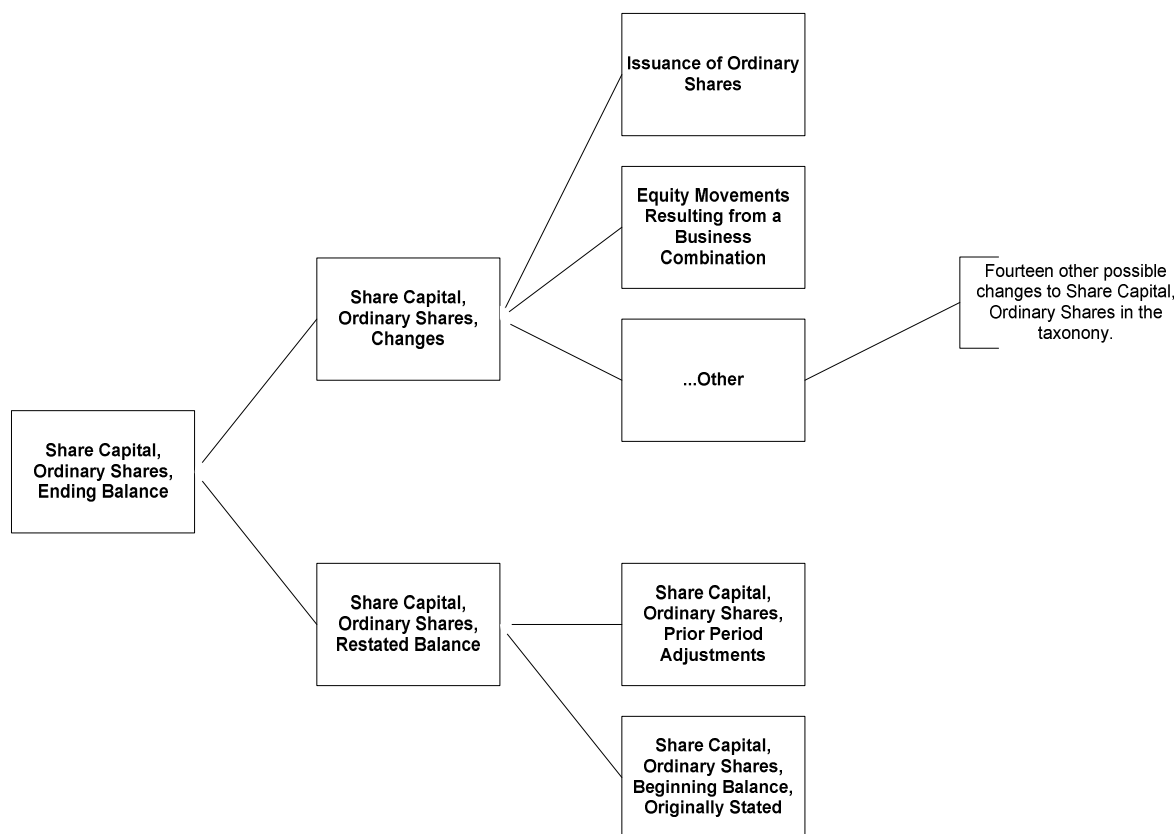 Issuance of Ordinary
Shares
Equity Movements
Resulting from a
Business
Combination
Fourteen other possible
changes to Share Capital,
Ordinary Shares in the
taxonony.
Share Capital,
Ordinary Shares,
Changes
...Other
Share Capital,
Ordinary Shares,
Ending Balance
Share Capital,
Ordinary Shares,
Restated Balance
Share Capital,
Ordinary Shares,
Prior Period
Adjustments
Share Capital,
Ordinary Shares,
Beginning Balance,
Originally Stated